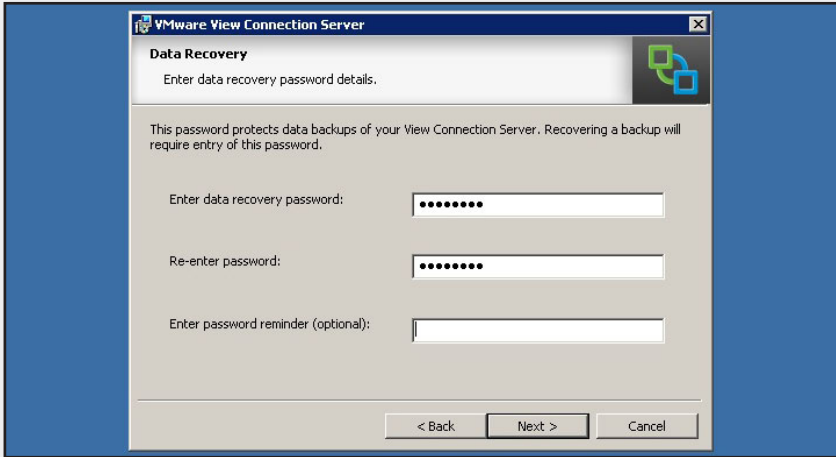 VMware View Connection Server
Data Recovery
Enter data recovery password details.
This password protects data backups of your View Connection Server. Recovering a backup will
require entry of this password.
Enter data recovery password:
●●●●●●●●
Re-enter password:
●●●●●●●●
Enter password reminder (optional):
< Back
Next >
Cancel